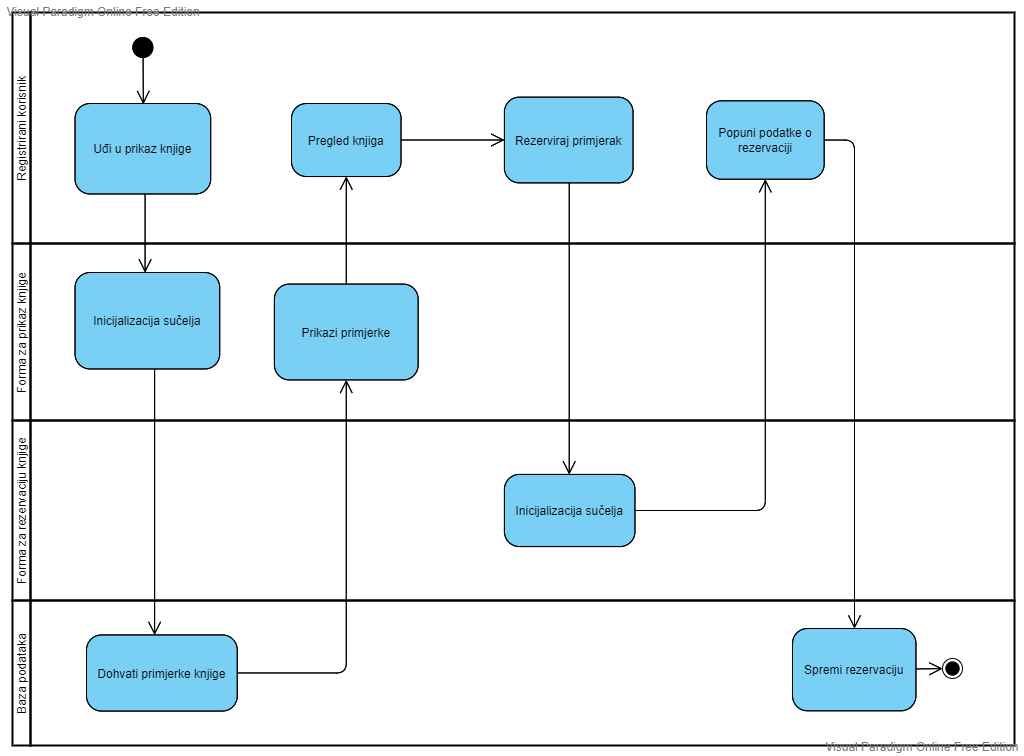 Visual Paradigm Online Free Edition
Registrirani korisnik
Uđi u prikaz knjige
Pregled knjiga
Rezerviraj primjerak
Popuni podatke o
rezervaciji
Forma za prikaz knjige
Inicijalizacija sučelja
Prikazi primjerke
Forma za rezervaciju knjige
Inicijalizacija sučelja
Baza podataka
Dohvati primjerke knjige
Spremi rezervaciju
Visual Paradigm Online Free Edition